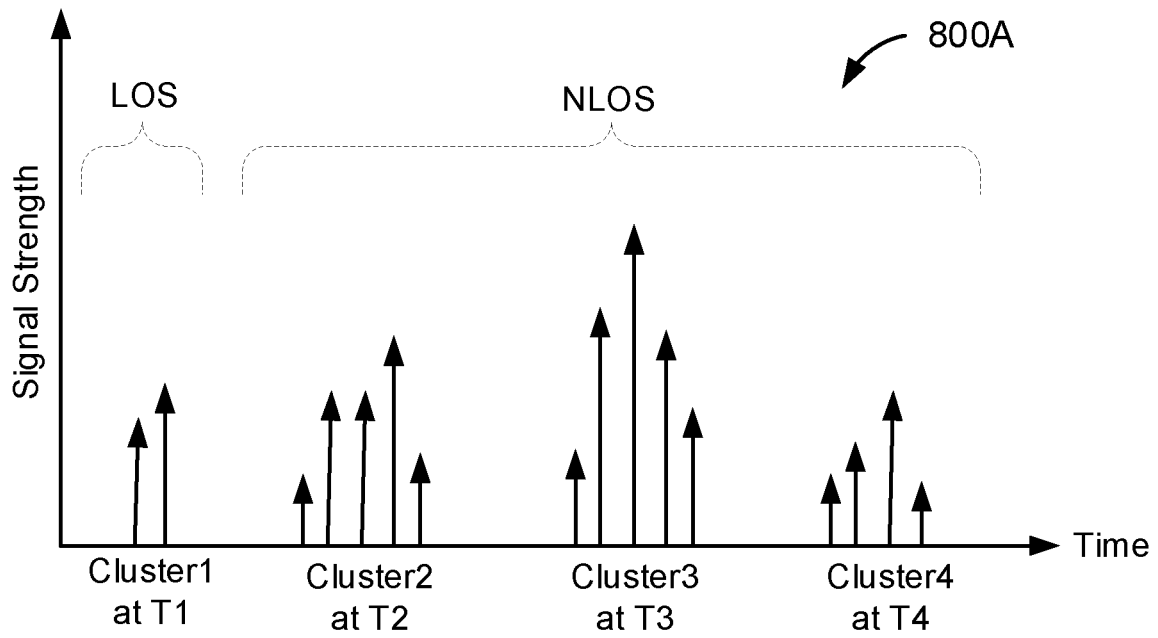 800A
LOS
NLOS
Signal Strength
Time
Cluster1
at T1
Cluster2
at T2
Cluster3
at T3
Cluster4
at T4